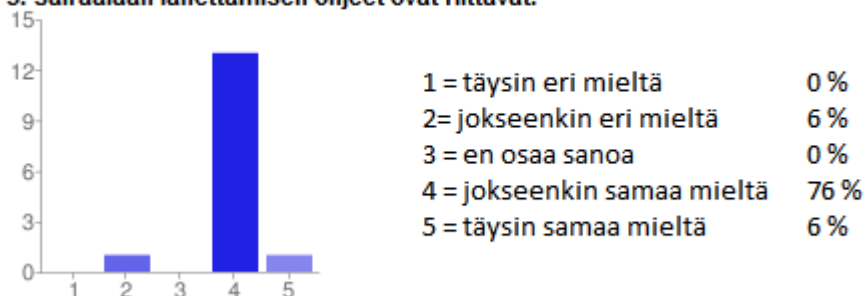 5. Sairaalaan lähettämisen ohjeet ovat riittävät.
15
12
9
6
3
0
1 2 3 4 5
1 = täysin eri mieltä 0 %
2= jokseenkin eri mieltä 6 %
3 = en osaa sanoa 0 %
4 = jokseenkin samaa mieltä 76 %
5 = täysin samaa mieltä 6 %